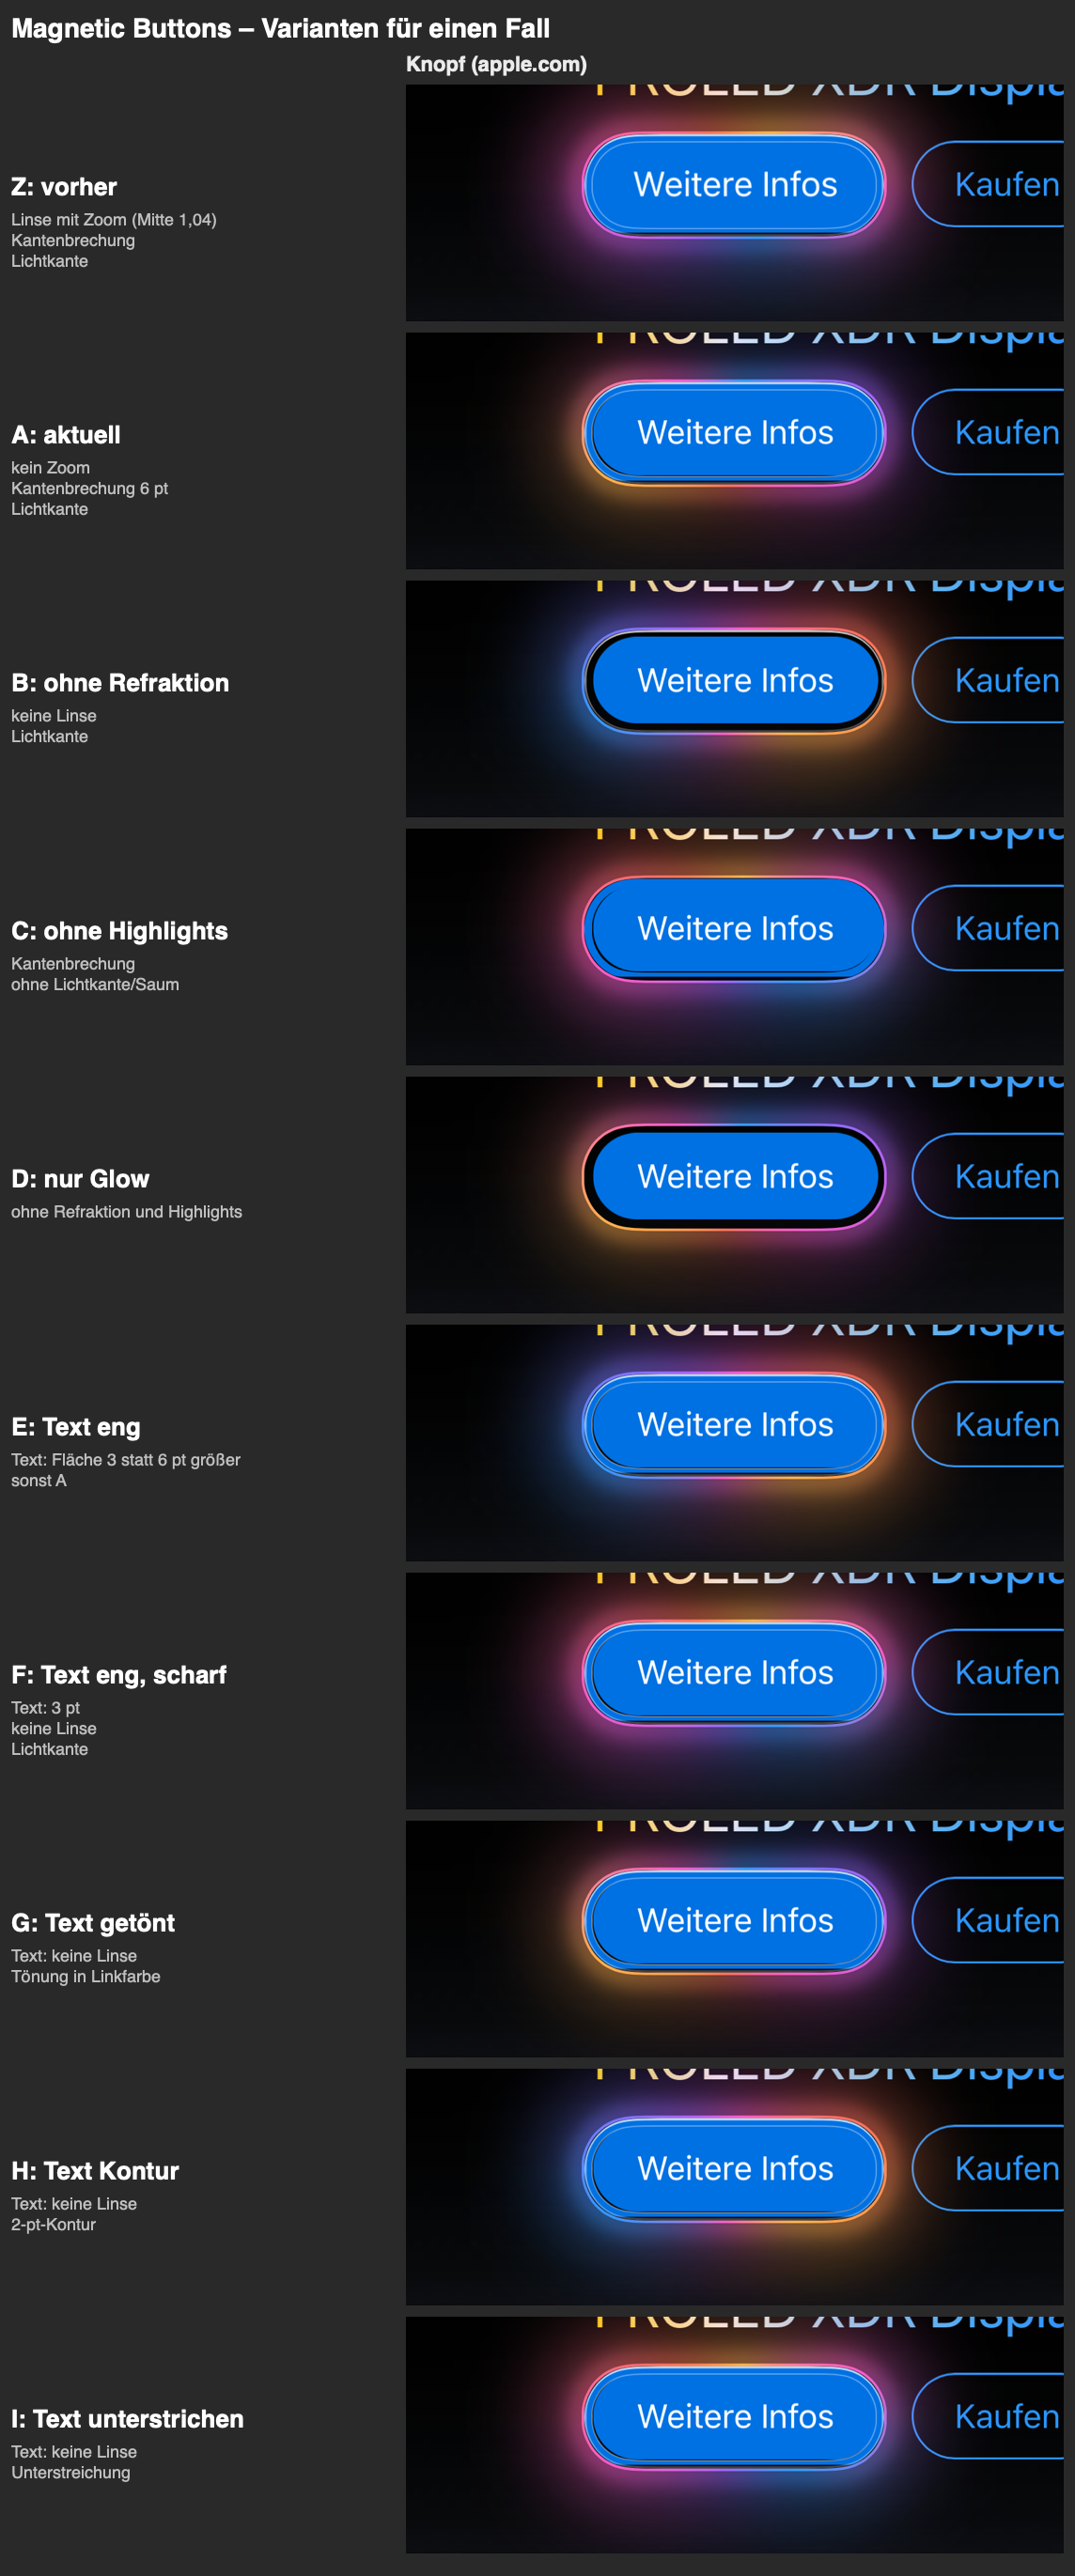 Magnetic Buttons – Varianten für einen Fall
Knopf (apple.com)
Z: vorher
Linse mit Zoom (Mitte 1,04)
Kantenbrechung
Lichtkante
Weitere Infos
Kaufen
A: aktuell
kein Zoom
Kantenbrechung 6 pt
Lichtkante
Weitere Infos
Kaufen
B: ohne Refraktion
keine Linse
Lichtkante
Weitere Infos
Kaufen
C: ohne Highlights
Kantenbrechung
ohne Lichtkante/Saum
Weitere Infos
Kaufen
D: nur Glow
ohne Refraktion und Highlights
Weitere Infos
Kaufen
E: Text eng
Text: Fläche 3 statt 6 pt größer
sonst A
Weitere Infos
Kaufen
F: Text eng, scharf
Text: 3 pt
keine Linse
Lichtkante
Weitere Infos
Kaufen
G: Text getönt
Text: keine Linse
Tönung in Linkfarbe
Weitere Infos
Kaufen
H: Text Kontur
Text: keine Linse
2-pt-Kontur
Weitere Infos
Kaufen
I: Text unterstrichen
Text: keine Linse
Unterstreichung
Weitere Infos
Kaufen